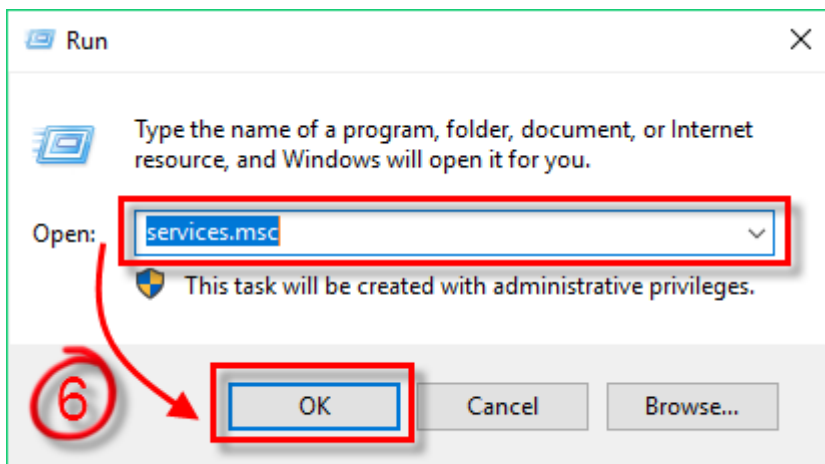 Run
Type the name of a program, folder, document, or Internet
resource, and Windows will open it for you.
Open: services.msc
This task will be created with administrative privileges.
6
OK Cancel Browse...